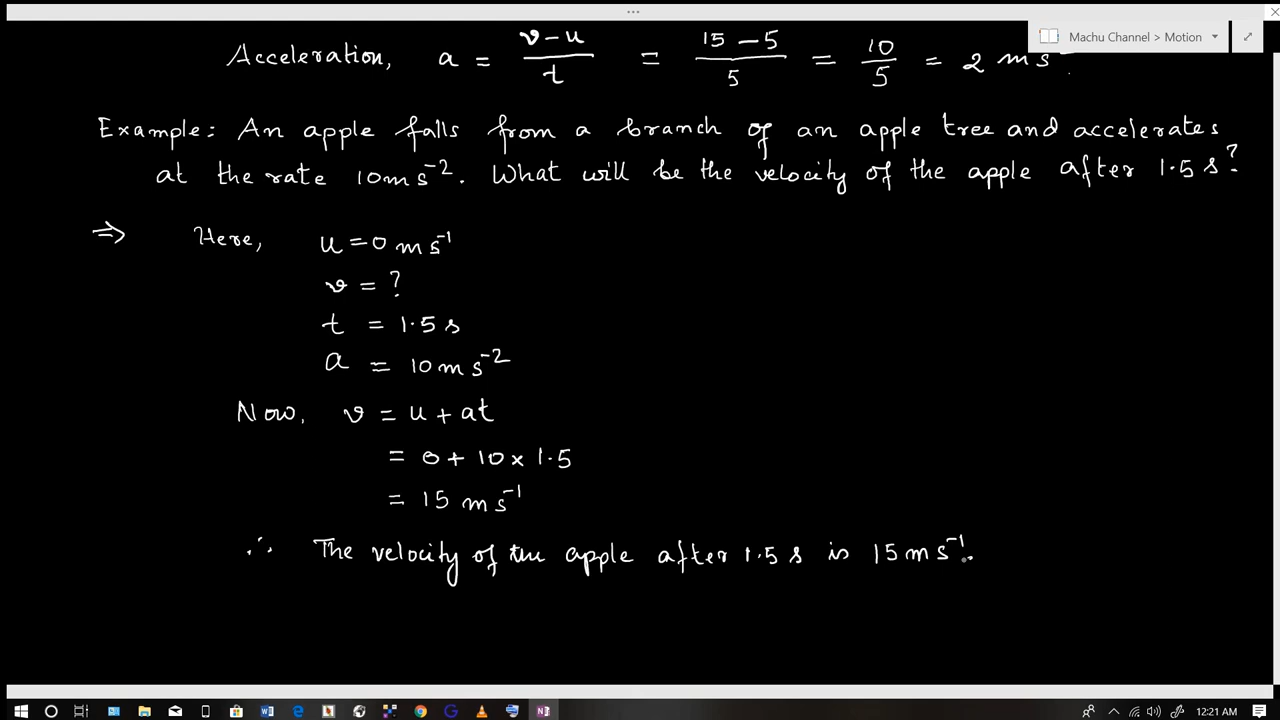 Machu Channel > Motion
Acceleration, a = v-u/t = 15-5/5 = 10/5 = 2 ms
Example: An apple falls from a branch of an apple tree and accelerates
at the rate 10ms⁻². What will be the velocity of the apple after 1.5 s?
⇒ Here, u = 0 ms⁻¹
v = ?
t = 1.5 s
a = 10 ms⁻²
Now, v = u + at
= 0 + 10 × 1.5
= 15 ms⁻¹
∴ The velocity of the apple after 1.5 s is 15 ms⁻¹.
12:21 AM